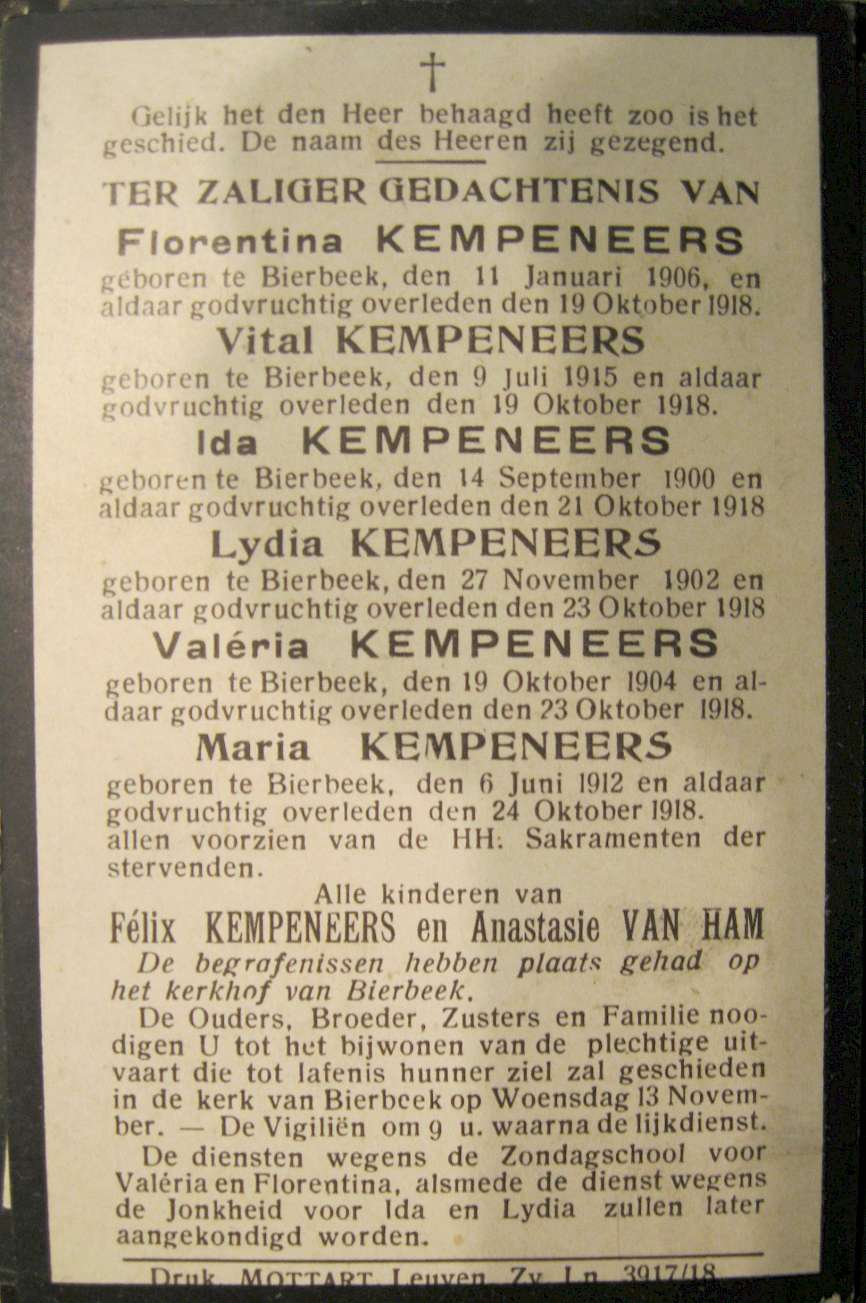 Gelijk het den Heer behaagd heeft zoo is het
geschied. De naam des Heeren zij gezegend.
TER ZALIGER GEDACHTENIS VAN
Florentina KEMPENEERS
geboren te Bierbeek, den 11 Januari 1906, en
aldaar godvruchtig overleden den 19 Oktober 1918.
Vital KEMPENEERS
geboren te Bierbeek, den 9 Juli 1915 en aldaar
godvruchtig overleden den 19 Oktober 1918.
Ida KEMPENEERS
geboren te Bierbeek, den 14 September 1900 en
aldaar godvruchtig overleden den 21 Oktober 1918
Lydia KEMPENEERS
geboren te Bierbeek, den 27 November 1902 en
aldaar godvruchtig overleden den 23 Oktober 1918
Valéria KEMPENEERS
geboren te Bierbeek, den 19 Oktober 1904 en al-
daar godvruchtig overleden den 23 Oktober 1918.
Maria KEMPENEERS
geboren te Bierbeek, den 6 Juni 1912 en aldaar
godvruchtig overleden den 24 Oktober 1918.
allen voorzien van de HH. Sakramenten der
stervenden.
Alle kinderen van
Félix KEMPENEERS en Anastasie VAN HAM
De begrafenissen hebben plaats gehad op
het kerkhof van Bierbeek.
De Ouders, Broeder, Zusters en Familie noo-
digen U tot het bijwonen van de plechtige uit-
vaart die tot lafenis hunner ziel zal geschieden
in de kerk van Bierbeek op Woensdag 13 Novem-
ber. — De Vigiliën om 9 u. waarna de lijkdienst.
De diensten wegens de Zondagschool voor
Valéria en Florentina, alsmede de dienst wegens
de Jonkheid voor Ida en Lydia zullen later
aangekondigd worden.
Druk. MOTTART Leuven Zv. Ln. 3917/18